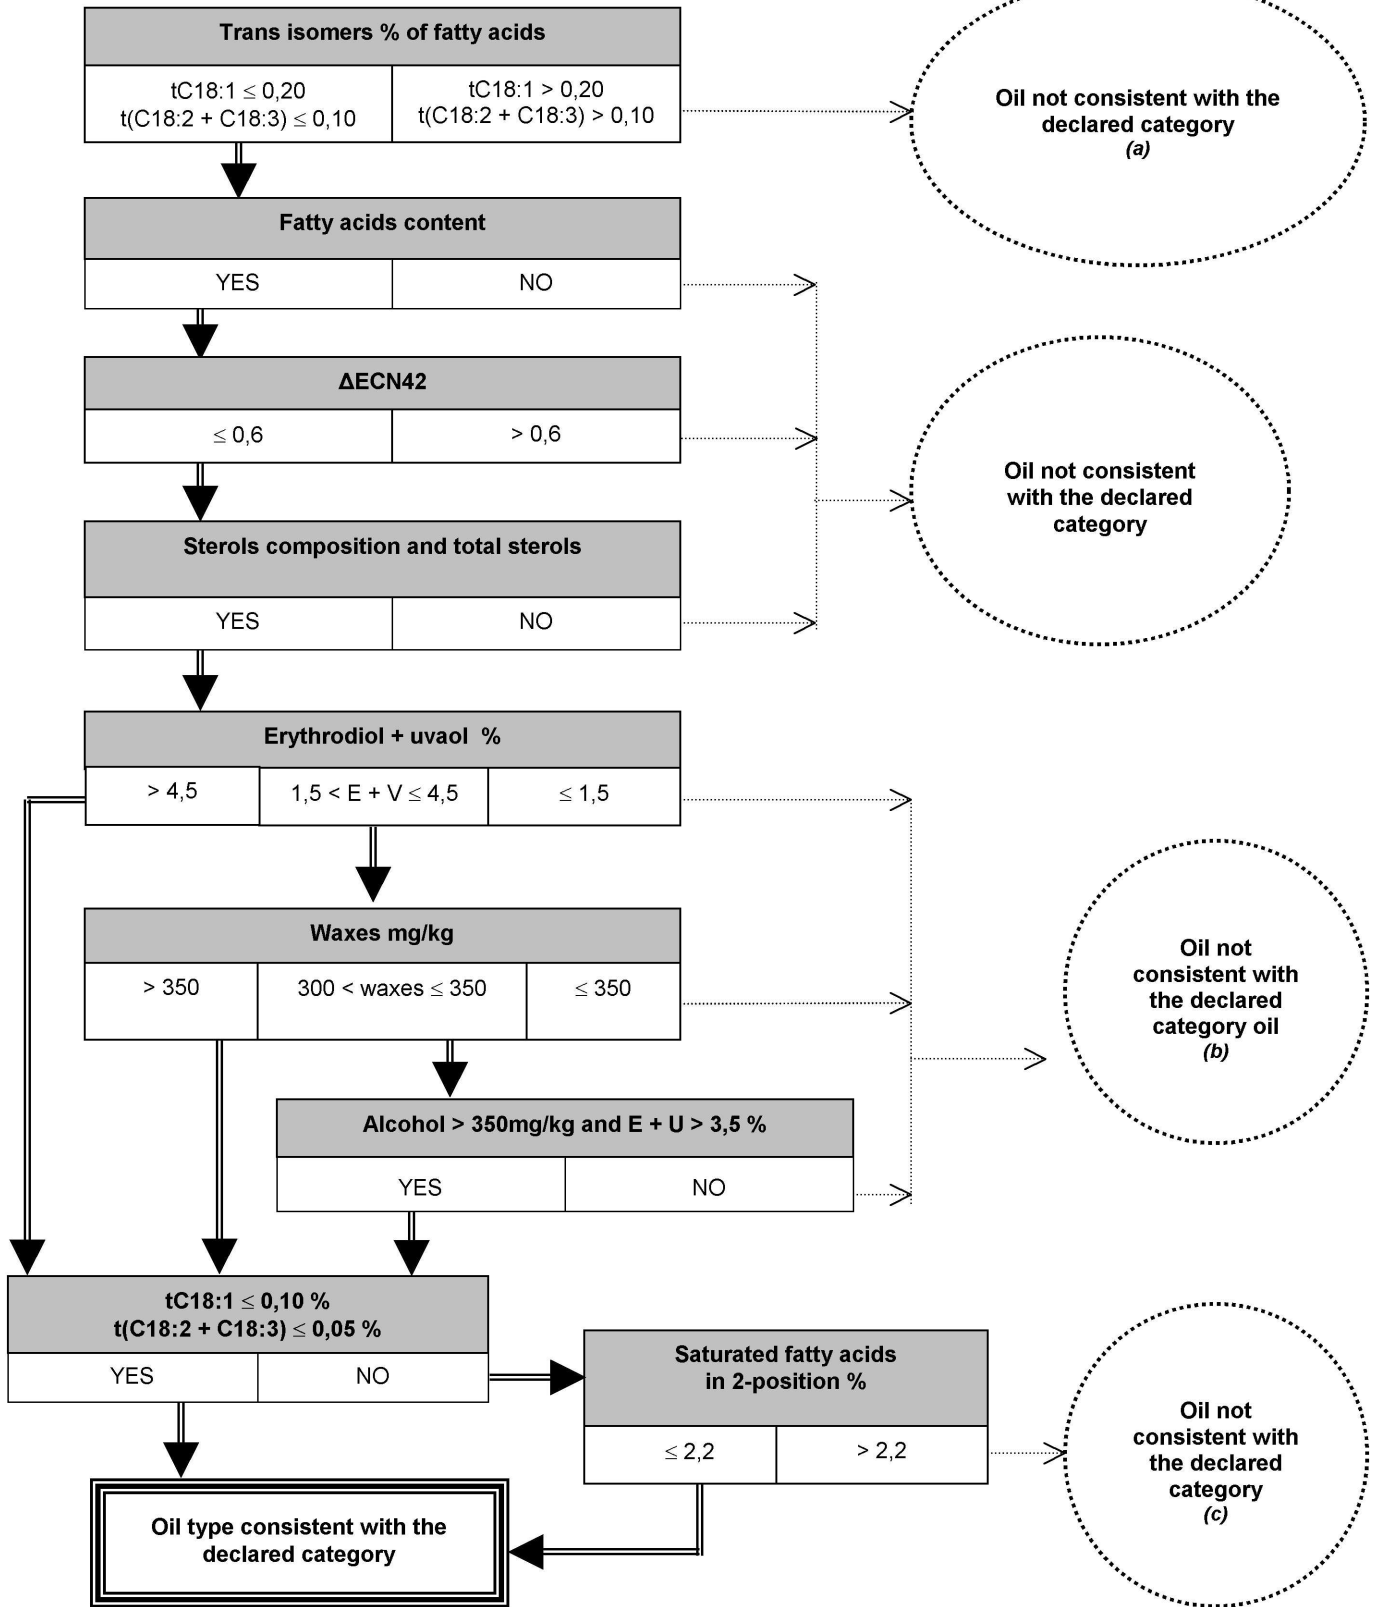 Trans isomers % of fatty acids
tC18:1 ≤ 0,20
t(C18:2 + C18:3) ≤ 0,10
tC18:1 > 0,20
t(C18:2 + C18:3) > 0,10
Oil not consistent with the
declared category
(a)
Fatty acids content
YES
NO
ΔECN42
≤ 0,6
> 0,6
Oil not consistent
with the declared
category
Sterols composition and total sterols
YES
NO
Erythrodiol + uvaol %
> 4,5
1,5 < E + V ≤ 4,5
≤ 1,5
Waxes mg/kg
> 350
300 < waxes ≤ 350
≤ 350
Oil not
consistent with
the declared
category oil
(b)
Alcohol > 350mg/kg and E + U > 3,5 %
YES
NO
tC18:1 ≤ 0,10 %
t(C18:2 + C18:3) ≤ 0,05 %
YES
NO
Saturated fatty acids
in 2-position %
≤ 2,2
> 2,2
Oil not
consistent with
the declared
category
(c)
Oil type consistent with the
declared category